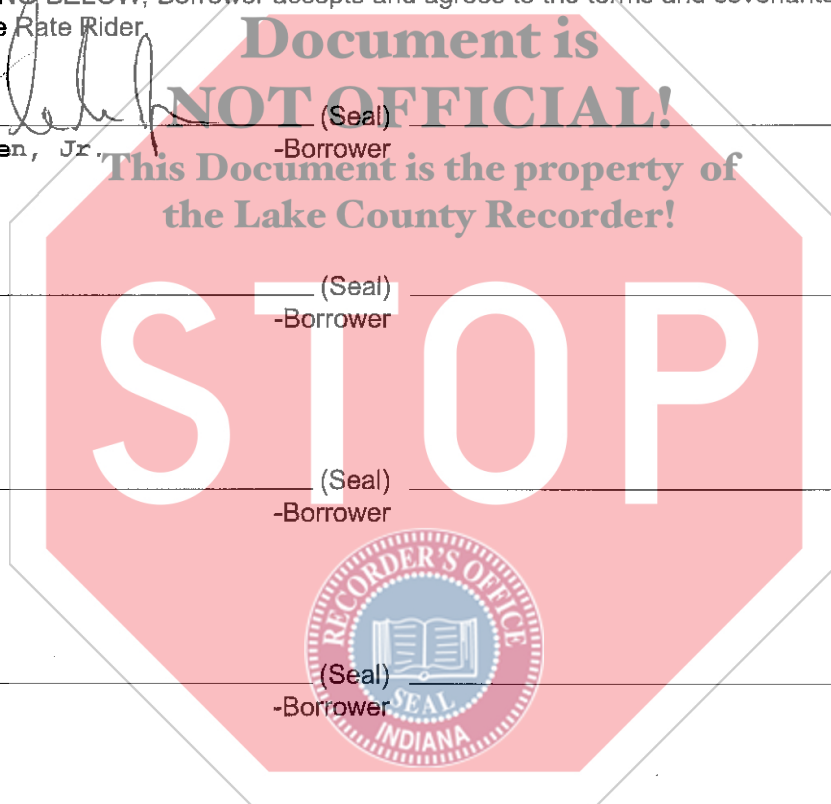 BELOW, Borrower accepts and agrees to the terms and covenants
Rate Rider
Document is
NOT OFFICIAL!
(Seal)
en, Jr.
-Borrower
This Document is the property of
the Lake County Recorder!
(Seal)
-Borrower
STOP
(Seal)
-Borrower
RECORDER'S OFFICE
(Seal)
-Borrower
SEAL
INDIANA